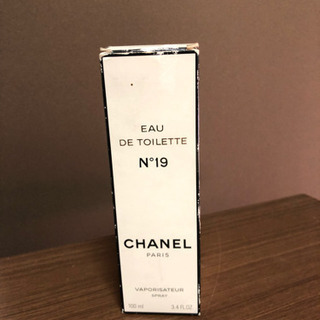 EAU
DE TOILETTE
N°19
CHANEL
PARIS
VAPORISATEUR
SPRAY
100 ml 3.4 FL.OZ